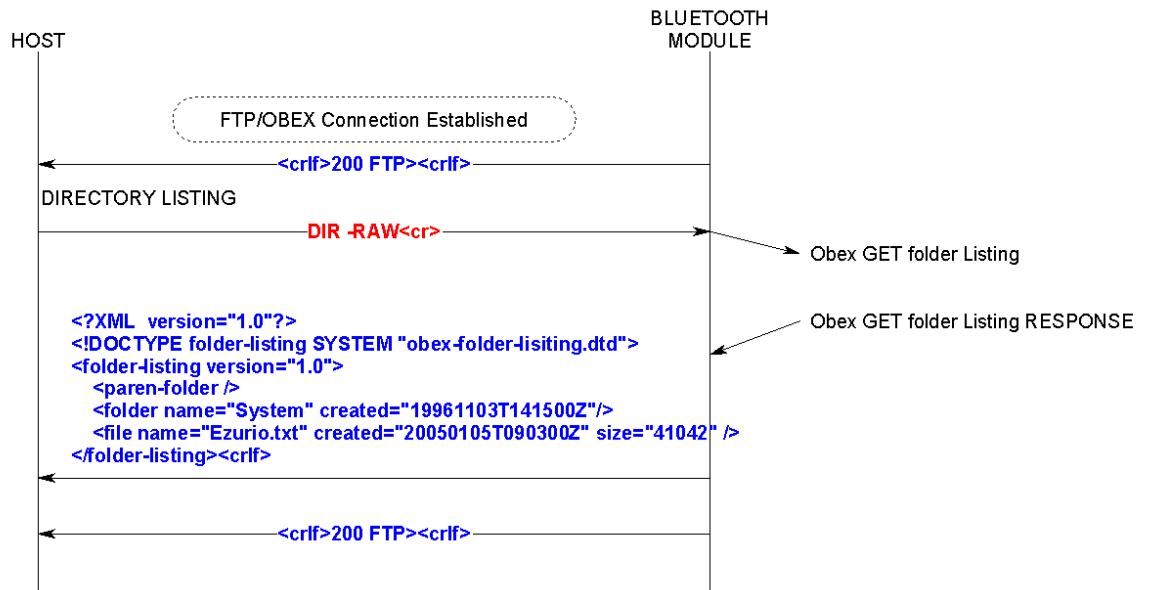 HOST
BLUETOOTH
MODULE
FTP/OBEX Connection Established
<crlf>200 FTP><crlf>
DIRECTORY LISTING
DIR -RAW<cr>
Obex GET folder Listing
<?XML  version="1.0"?>
Obex GET folder Listing RESPONSE
<!DOCTYPE folder-listing SYSTEM "obex-folder-lisiting.dtd">
<folder-listing version="1.0">
<paren-folder />
<folder name="System" created="19961103T141500Z"/>
<file name="Ezurio.txt" created="20050105T090300Z" size="41042" />
</folder-listing><crlf>
<crlf>200 FTP><crlf>